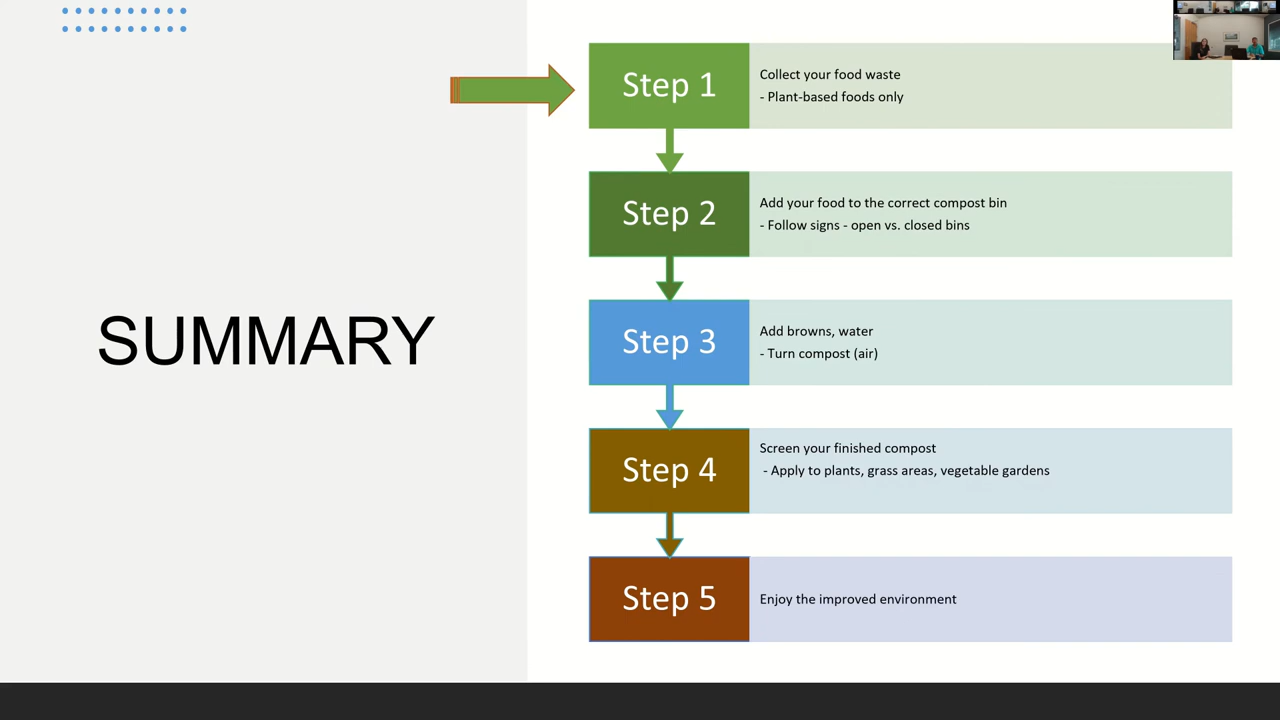 SUMMARY
Step 1
Collect your food waste
- Plant-based foods only
Step 2
Add your food to the correct compost bin
- Follow signs - open vs. closed bins
Step 3
Add browns, water
- Turn compost (air)
Step 4
Screen your finished compost
- Apply to plants, grass areas, vegetable gardens
Step 5
Enjoy the improved environment